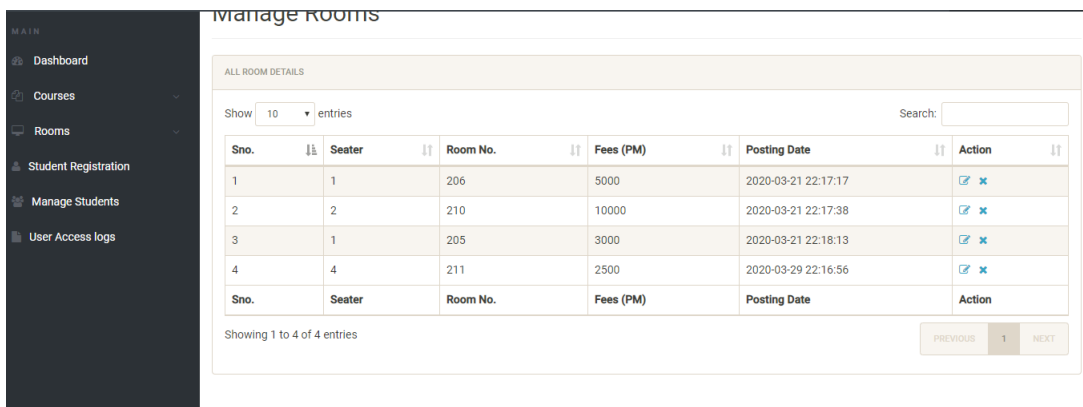 MAIN
Dashboard
Courses
Rooms
Student Registration
Manage Students
User Access logs
Manage Rooms
ALL ROOM DETAILS
Show 10 entries Search:
Sno. Seater Room No. Fees (PM) Posting Date Action
1 1 206 5000 2020-03-21 22:17:17
2 2 210 10000 2020-03-21 22:17:38
3 1 205 3000 2020-03-21 22:18:13
4 4 211 2500 2020-03-29 22:16:56
Sno. Seater Room No. Fees (PM) Posting Date Action
Showing 1 to 4 of 4 entries PREVIOUS 1 NEXT